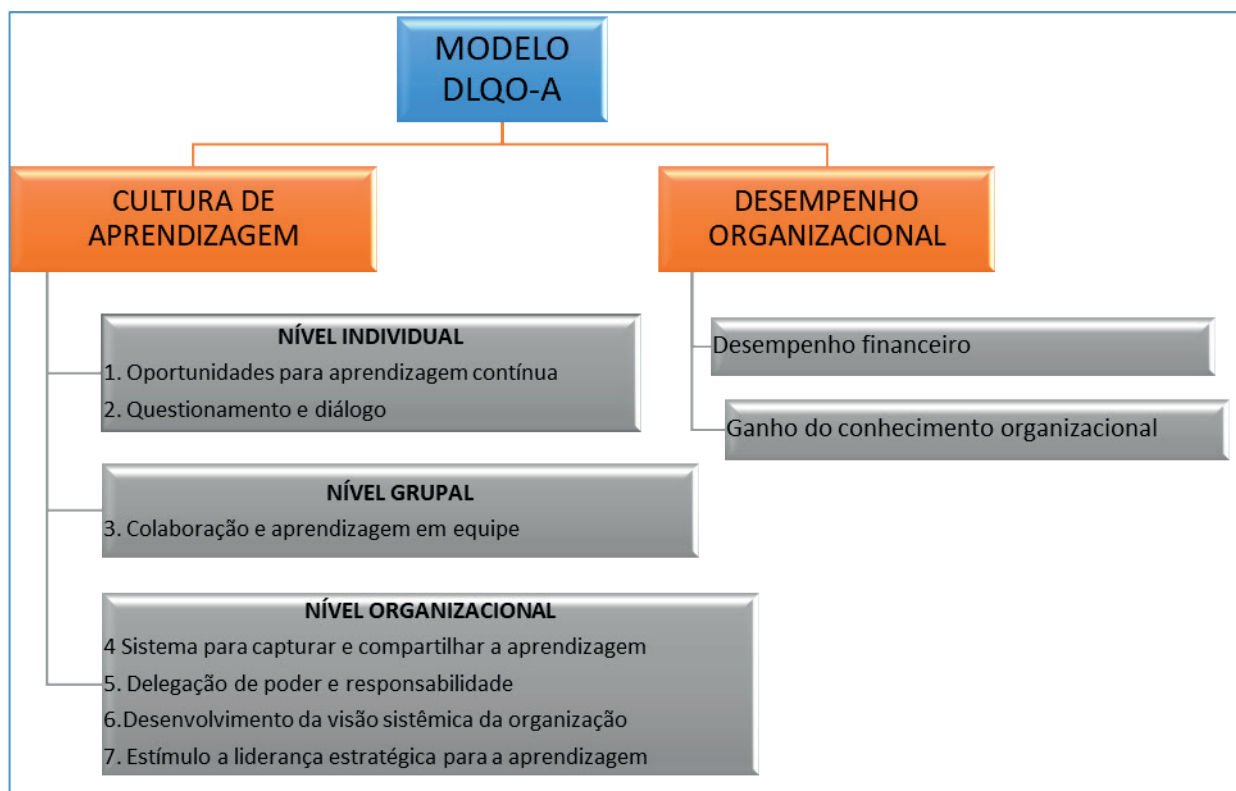 MODELO
DLQO-A
CULTURA DE
APRENDIZAGEM
DESEMPENHO
ORGANIZACIONAL
NÍVEL INDIVIDUAL
1. Oportunidades para aprendizagem contínua
2. Questionamento e diálogo
NÍVEL GRUPAL
3. Colaboração e aprendizagem em equipe
NÍVEL ORGANIZACIONAL
4 Sistema para capturar e compartilhar a aprendizagem
5. Delegação de poder e responsabilidade
6.Desenvolvimento da visão sistêmica da organização
7. Estímulo a liderança estratégica para a aprendizagem
Desempenho financeiro
Ganho do conhecimento organizacional